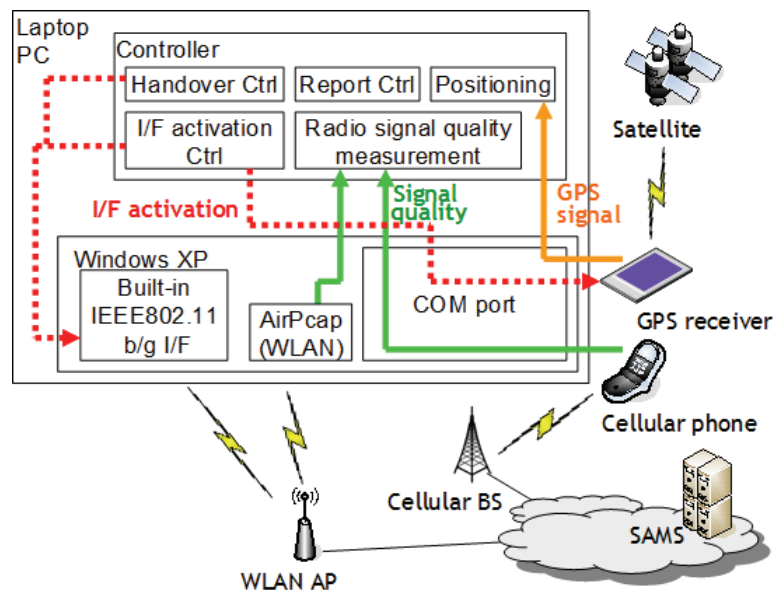 Laptop
PC
Controller
Handover Ctrl
Report Ctrl
Positioning
I/F activation
Ctrl
Radio signal quality
measurement
Satellite
I/F activation
Signal
quality
GPS
signal
Windows XP
Built-in
IEEE802.11
b/g I/F
AirPcap
(WLAN)
COM port
GPS receiver
Cellular phone
Cellular BS
SAMS
WLAN AP